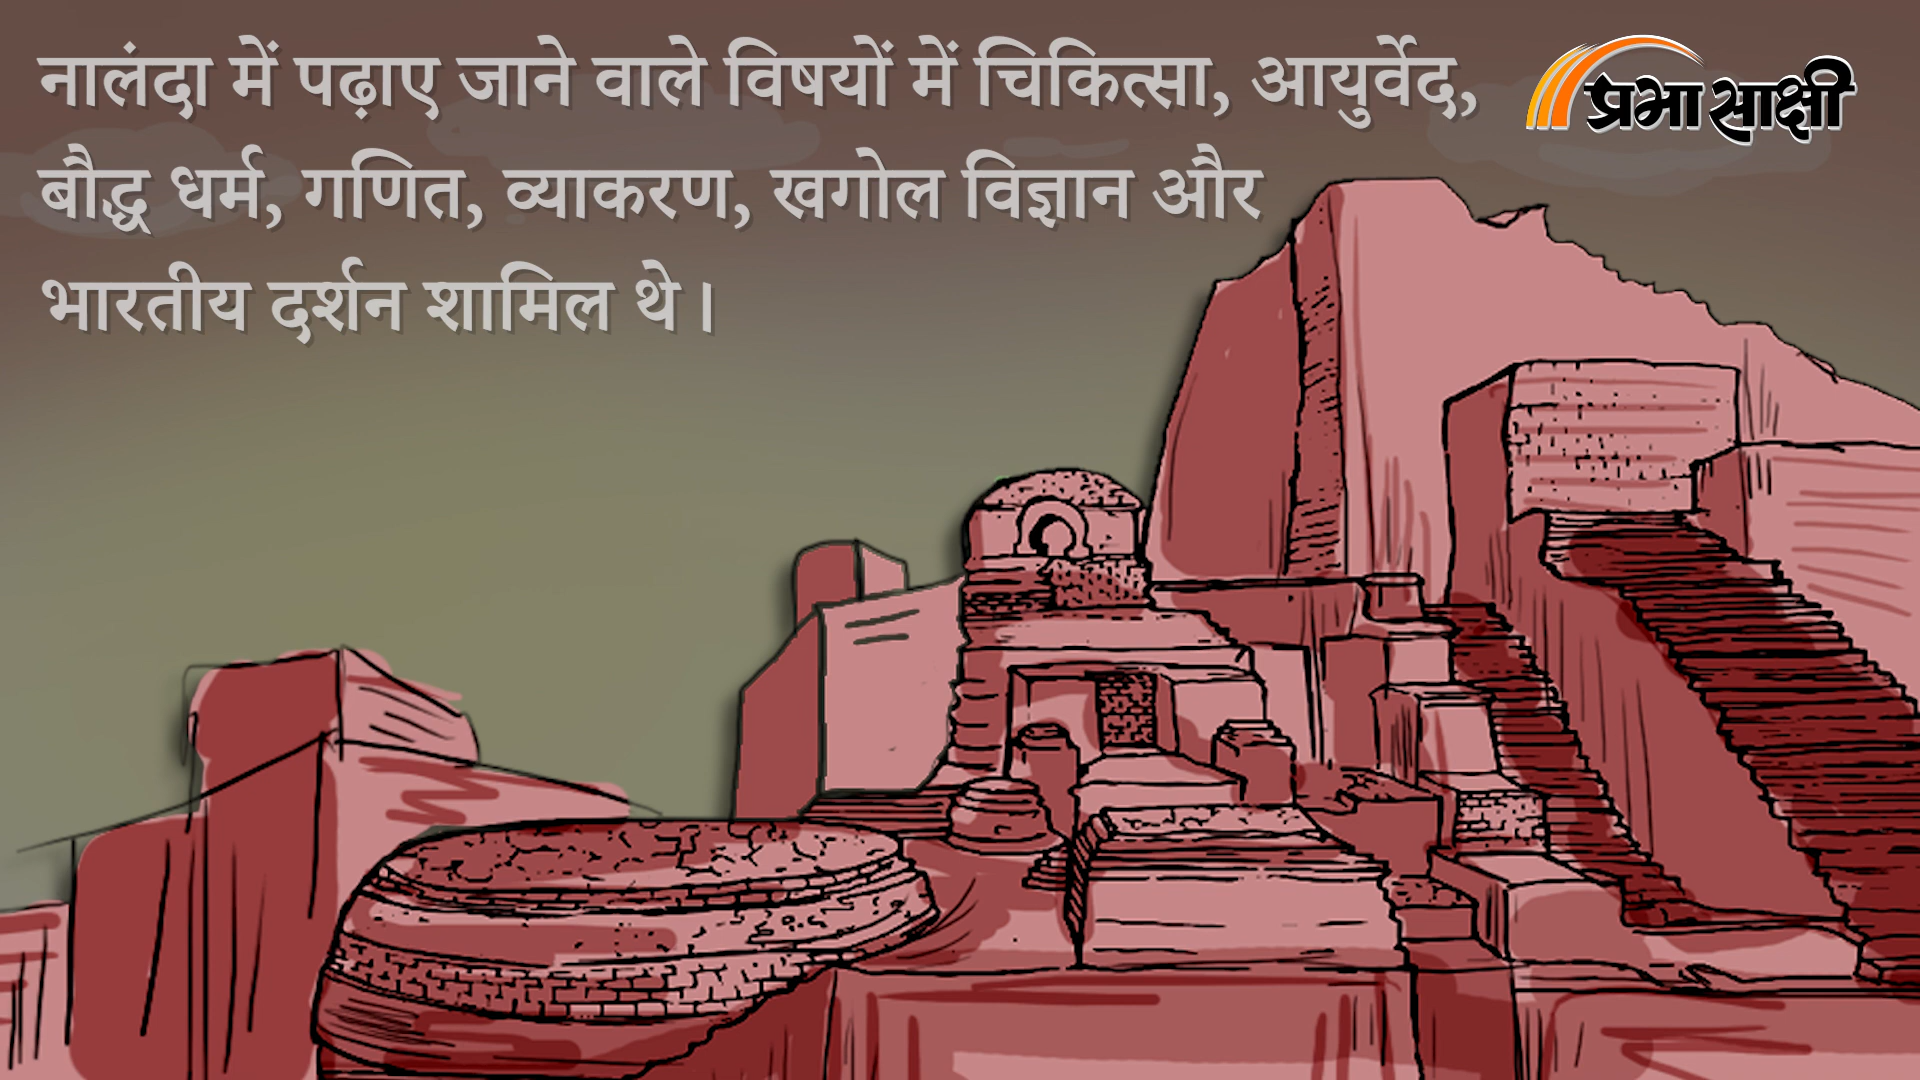 नालंदा में पढ़ाए जाने वाले विषयों में चिकित्सा, आयुर्वेद,
बौद्ध धर्म, गणित, व्याकरण, खगोल विज्ञान और
भारतीय दर्शन शामिल थे।
प्रभा साक्षी